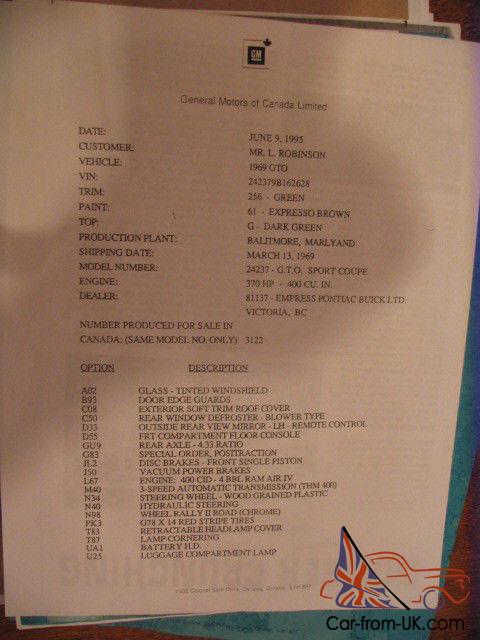 GM
General Motors of Canada Limited
DATE: JUNE 9, 1995
CUSTOMER: MR. L. ROBINSON
VEHICLE: 1969 GTO
VIN: 242379B162628
TRIM: 256 - GREEN
PAINT: 61 - EXPRESSO BROWN
TOP: G - DARK GREEN
PRODUCTION PLANT: BALITMORE, MARLYAND
SHIPPING DATE: MARCH 13, 1969
MODEL NUMBER: 24237 - G.T.O. SPORT COUPE
ENGINE: 370 HP - 400 CU. IN.
DEALER: 81137 - EMPRESS PONTIAC BUICK LTD.
VICTORIA, BC
NUMBER PRODUCED FOR SALE IN
CANADA: (SAME MODEL NO. ONLY) 3122
OPTION DESCRIPTION
A02 GLASS - TINTED WINDSHIELD
B93 DOOR EDGE GUARDS
C08 EXTERIOR SOFT TRIM ROOF COVER
C50 REAR WINDOW DEFROSTER - BLOWER TYPE
D33 OUTSIDE REAR VIEW MIRROR - LH - REMOTE CONTROL
D55 FRT COMPARTMENT FLOOR CONSOLE
GU9 REAR AXLE - 4.33 RATIO
G83 SPECIAL ORDER, POSITRACTION
JL2 DISC BRAKES - FRONT SINGLE PISTON
J50 VACUUM POWER BRAKES
L67 ENGINE: 400 CID - 4 BBL RAM AIR IV
M40 3-SPEED AUTOMATIC TRANSMISSION (THM 400)
N34 STEERING WHEEL - WOOD GRAINED PLASTIC
N40 HYDRAULIC STEERING
N98 WHEEL RALLY II ROAD (CHROME)
PK3 G78 X 14 RED STRIPE TIRES
T83 RETRACTABLE HEADLAMP COVER
T87 LAMP CORNERING
UA1 BATTERY H.D.
U25 LUGGAGE COMPARTMENT LAMP
1908 Colonel Sam Drive, Oshawa, Ontario
Car-from-UK.com